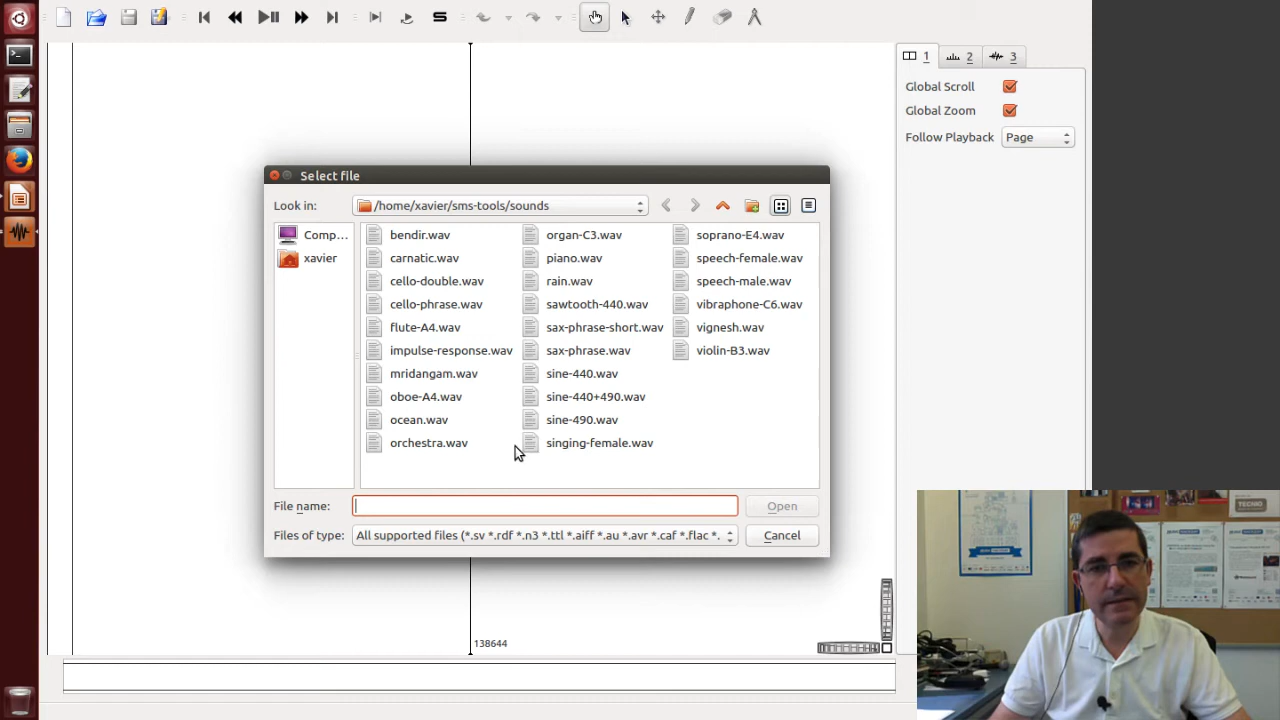 1 2 3
Global Scroll
Global Zoom
Follow Playback Page
Select file
Look in: /home/xavier/sms-tools/sounds
Comp...
xavier
bendir.wav
carnatic.wav
cello-double.wav
cello-phrase.wav
flute-A4.wav
impulse-response.wav
mridangam.wav
oboe-A4.wav
ocean.wav
orchestra.wav
organ-C3.wav
piano.wav
rain.wav
sawtooth-440.wav
sax-phrase-short.wav
sax-phrase.wav
sine-440.wav
sine-440+490.wav
sine-490.wav
singing-female.wav
soprano-E4.wav
speech-female.wav
speech-male.wav
vibraphone-C6.wav
vignesh.wav
violin-B3.wav
File name:
Open
Files of type: All supported files (*.sv *.rdf *.n3 *.ttl *.aiff *.au *.avr *.caf *.flac *.
Cancel
138644